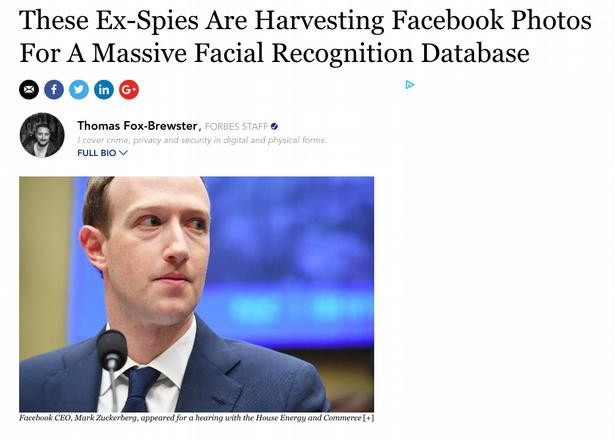 These Ex-Spies Are Harvesting Facebook Photos
For A Massive Facial Recognition Database
Thomas Fox-Brewster, FORBES STAFF
I cover crime, privacy and security in digital and physical forms.
FULL BIO
Facebook CEO, Mark Zuckerberg, appeared for a hearing with the House Energy and Commerce [+]